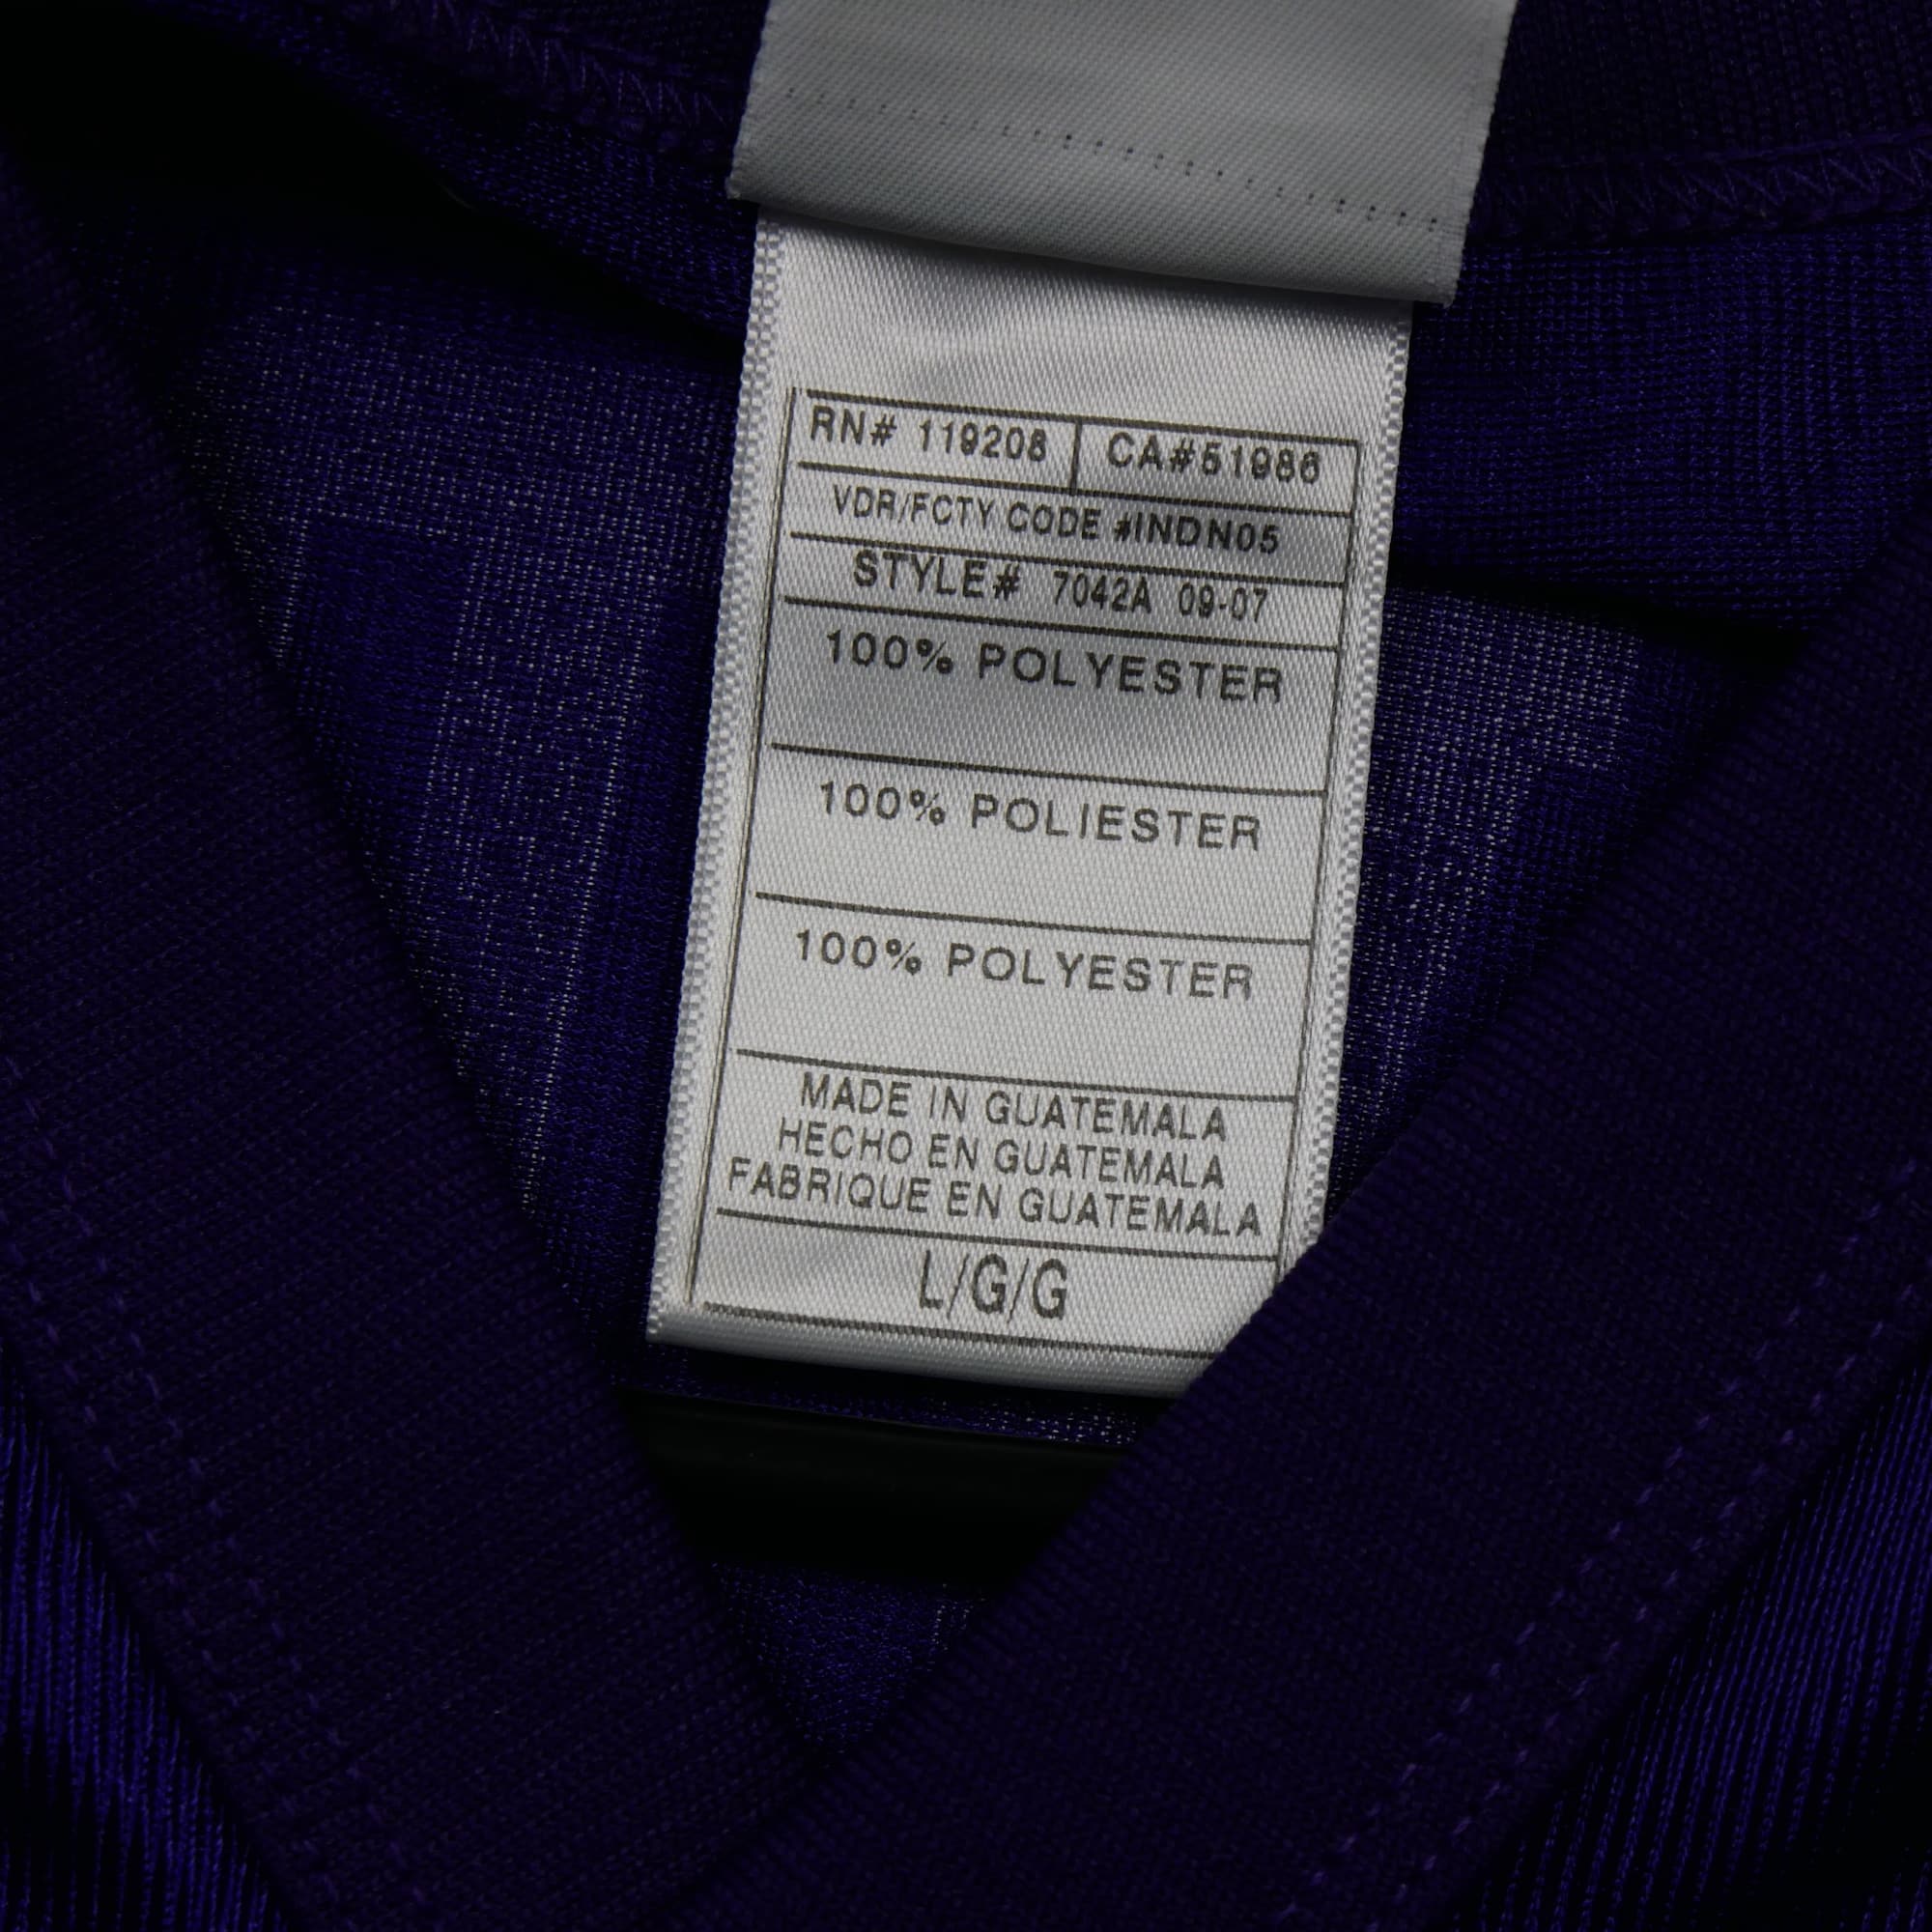 RN# 119208 CA#51986
VDR/FCTY CODE #INDN05
STYLE# 7042A 09-07
100% POLYESTER
100% POLIESTER
100% POLYESTER
MADE IN GUATEMALA
HECHO EN GUATEMALA
FABRIQUE EN GUATEMALA
L/G/G